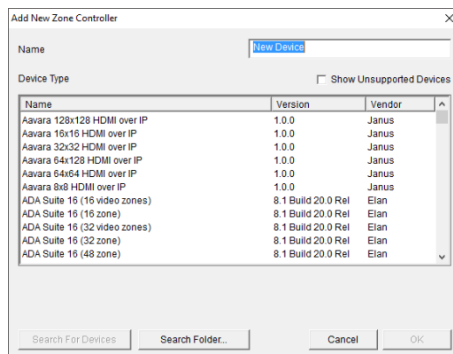 Add New Zone Controller
Name New Device
Device Type Show Unsupported Devices
Name Version Vendor
Aavara 128x128 HDMI over IP 1.0.0 Janus
Aavara 16x16 HDMI over IP 1.0.0 Janus
Aavara 32x32 HDMI over IP 1.0.0 Janus
Aavara 64x128 HDMI over IP 1.0.0 Janus
Aavara 64x64 HDMI over IP 1.0.0 Janus
Aavara 8x8 HDMI over IP 1.0.0 Janus
ADA Suite 16 (16 video zones) 8.1 Build 20.0 Rel Elan
ADA Suite 16 (16 zone) 8.1 Build 20.0 Rel Elan
ADA Suite 16 (32 video zones) 8.1 Build 20.0 Rel Elan
ADA Suite 16 (32 zone) 8.1 Build 20.0 Rel Elan
ADA Suite 16 (48 zone) 8.1 Build 20.0 Rel Elan
Search For Devices Search Folder... Cancel OK